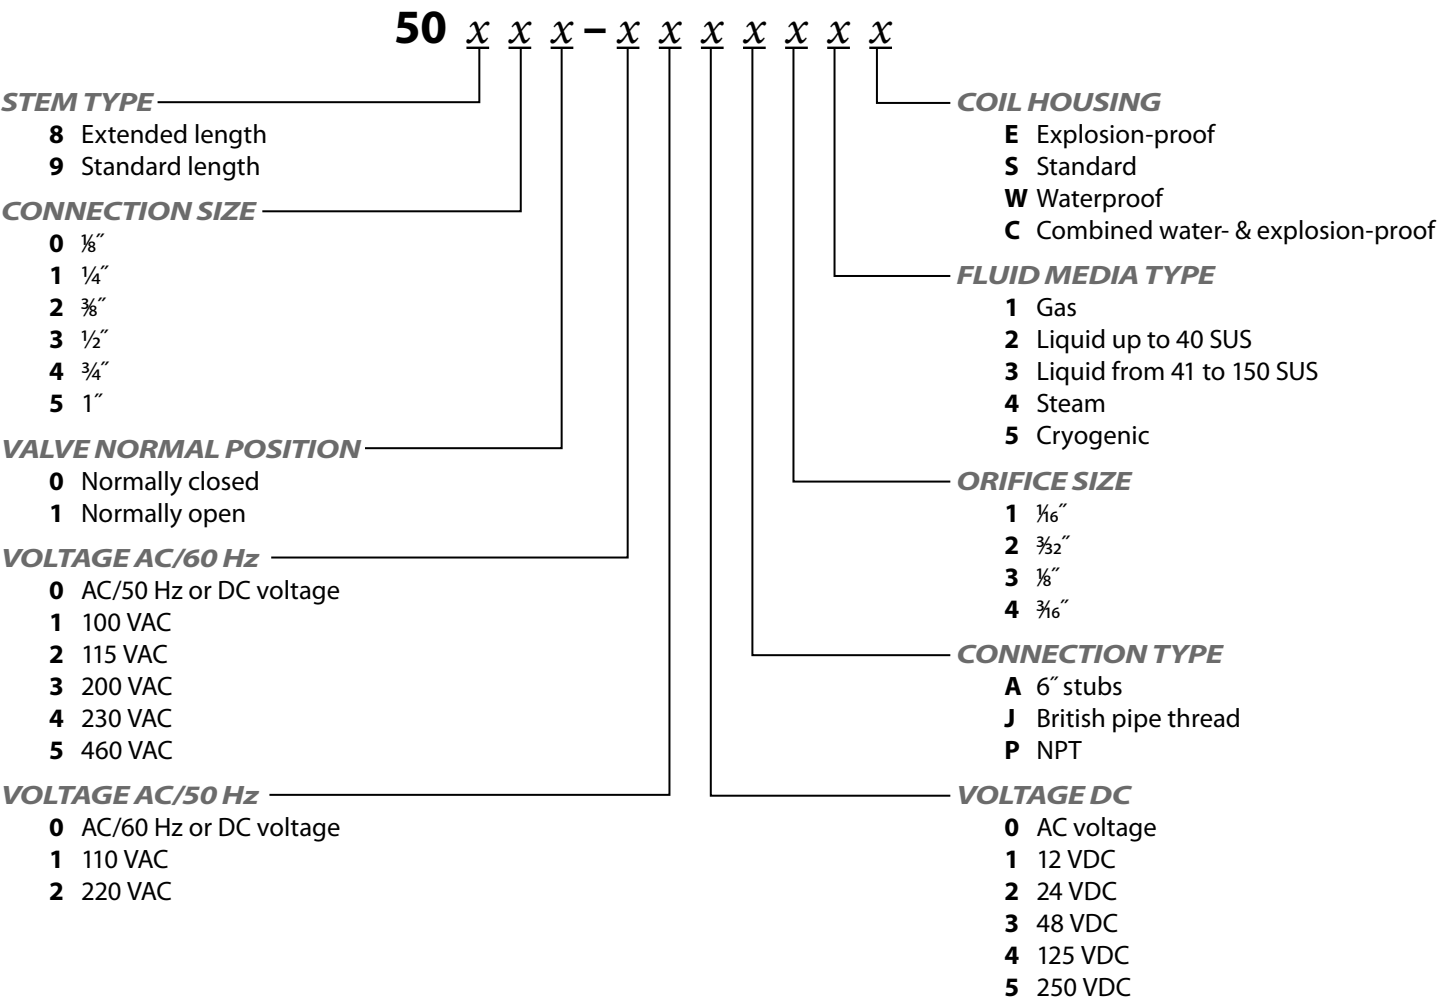 50 x x x – x x x x x x x
STEM TYPE
8 Extended length
9 Standard length
CONNECTION SIZE
0 ⅛˝
1 ¼˝
2 ⅜˝
3 ½˝
4 ¾˝
5 1˝
VALVE NORMAL POSITION
0 Normally closed
1 Normally open
VOLTAGE AC/60 Hz
0 AC/50 Hz or DC voltage
1 100 VAC
2 115 VAC
3 200 VAC
4 230 VAC
5 460 VAC
VOLTAGE AC/50 Hz
0 AC/60 Hz or DC voltage
1 110 VAC
2 220 VAC
COIL HOUSING
E Explosion-proof
S Standard
W Waterproof
C Combined water- & explosion-proof
FLUID MEDIA TYPE
1 Gas
2 Liquid up to 40 SUS
3 Liquid from 41 to 150 SUS
4 Steam
5 Cryogenic
ORIFICE SIZE
1 1⁄16˝
2 3⁄32˝
3 ⅛˝
4 3⁄16˝
CONNECTION TYPE
A 6˝ stubs
J British pipe thread
P NPT
VOLTAGE DC
0 AC voltage
1 12 VDC
2 24 VDC
3 48 VDC
4 125 VDC
5 250 VDC